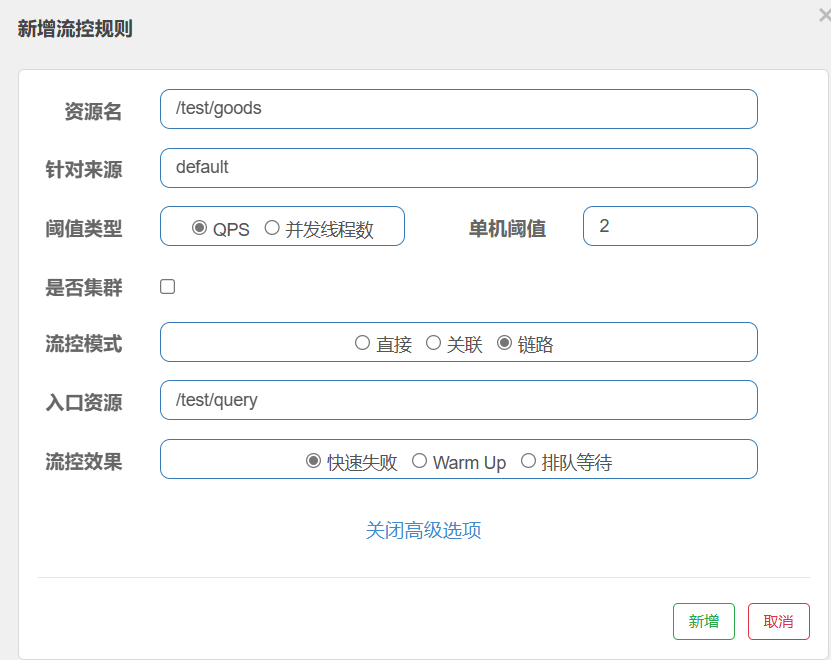 新增流控规则
资源名 /test/goods
针对来源 default
阈值类型 QPS 并发线程数 单机阈值 2
是否集群
流控模式 直接 关联 链路
入口资源 /test/query
流控效果 快速失败 Warm Up 排队等待
关闭高级选项
新增 取消